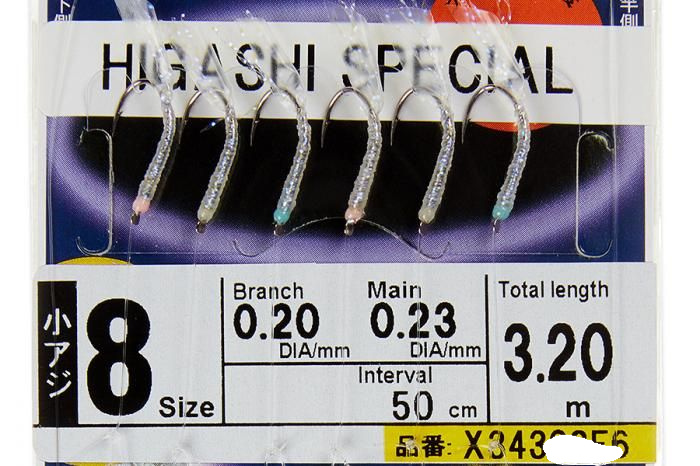 HIGASHI SPECIAL
小アジ
8 Size
Branch
0.20
DIA/mm
Main
0.23
DIA/mm
Interval
50 cm
Total length
3.20
m
品番: